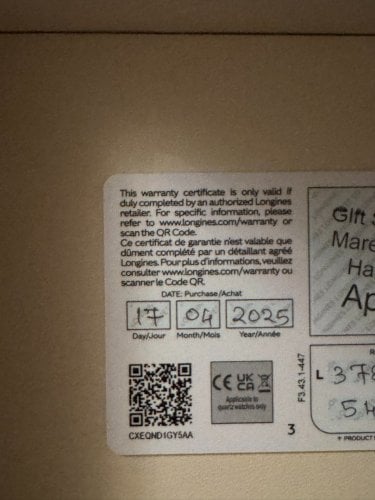 This warranty certificate is only valid if
duly completed by an authorized Longines
retailer. For specific information, please
refer to www.longines.com/warranty or
scan the QR Code.
Ce certificat de garantie n'est valable que
dûment complété par un détaillant agréé
Longines. Pour plus d'informations, veuillez
consulter www.longines.com/warranty ou
scanner le Code QR.
DATE: Purchase/Achat
17 04 2025
Day/Jour Month/Mois Year/Année
CE UK CA
Applicable to
quartz watches only
CXEQND1GY5AA
3
F3.43.1-447
Gift
Mare
Ha
Ap
L 378
54
PRODUCT